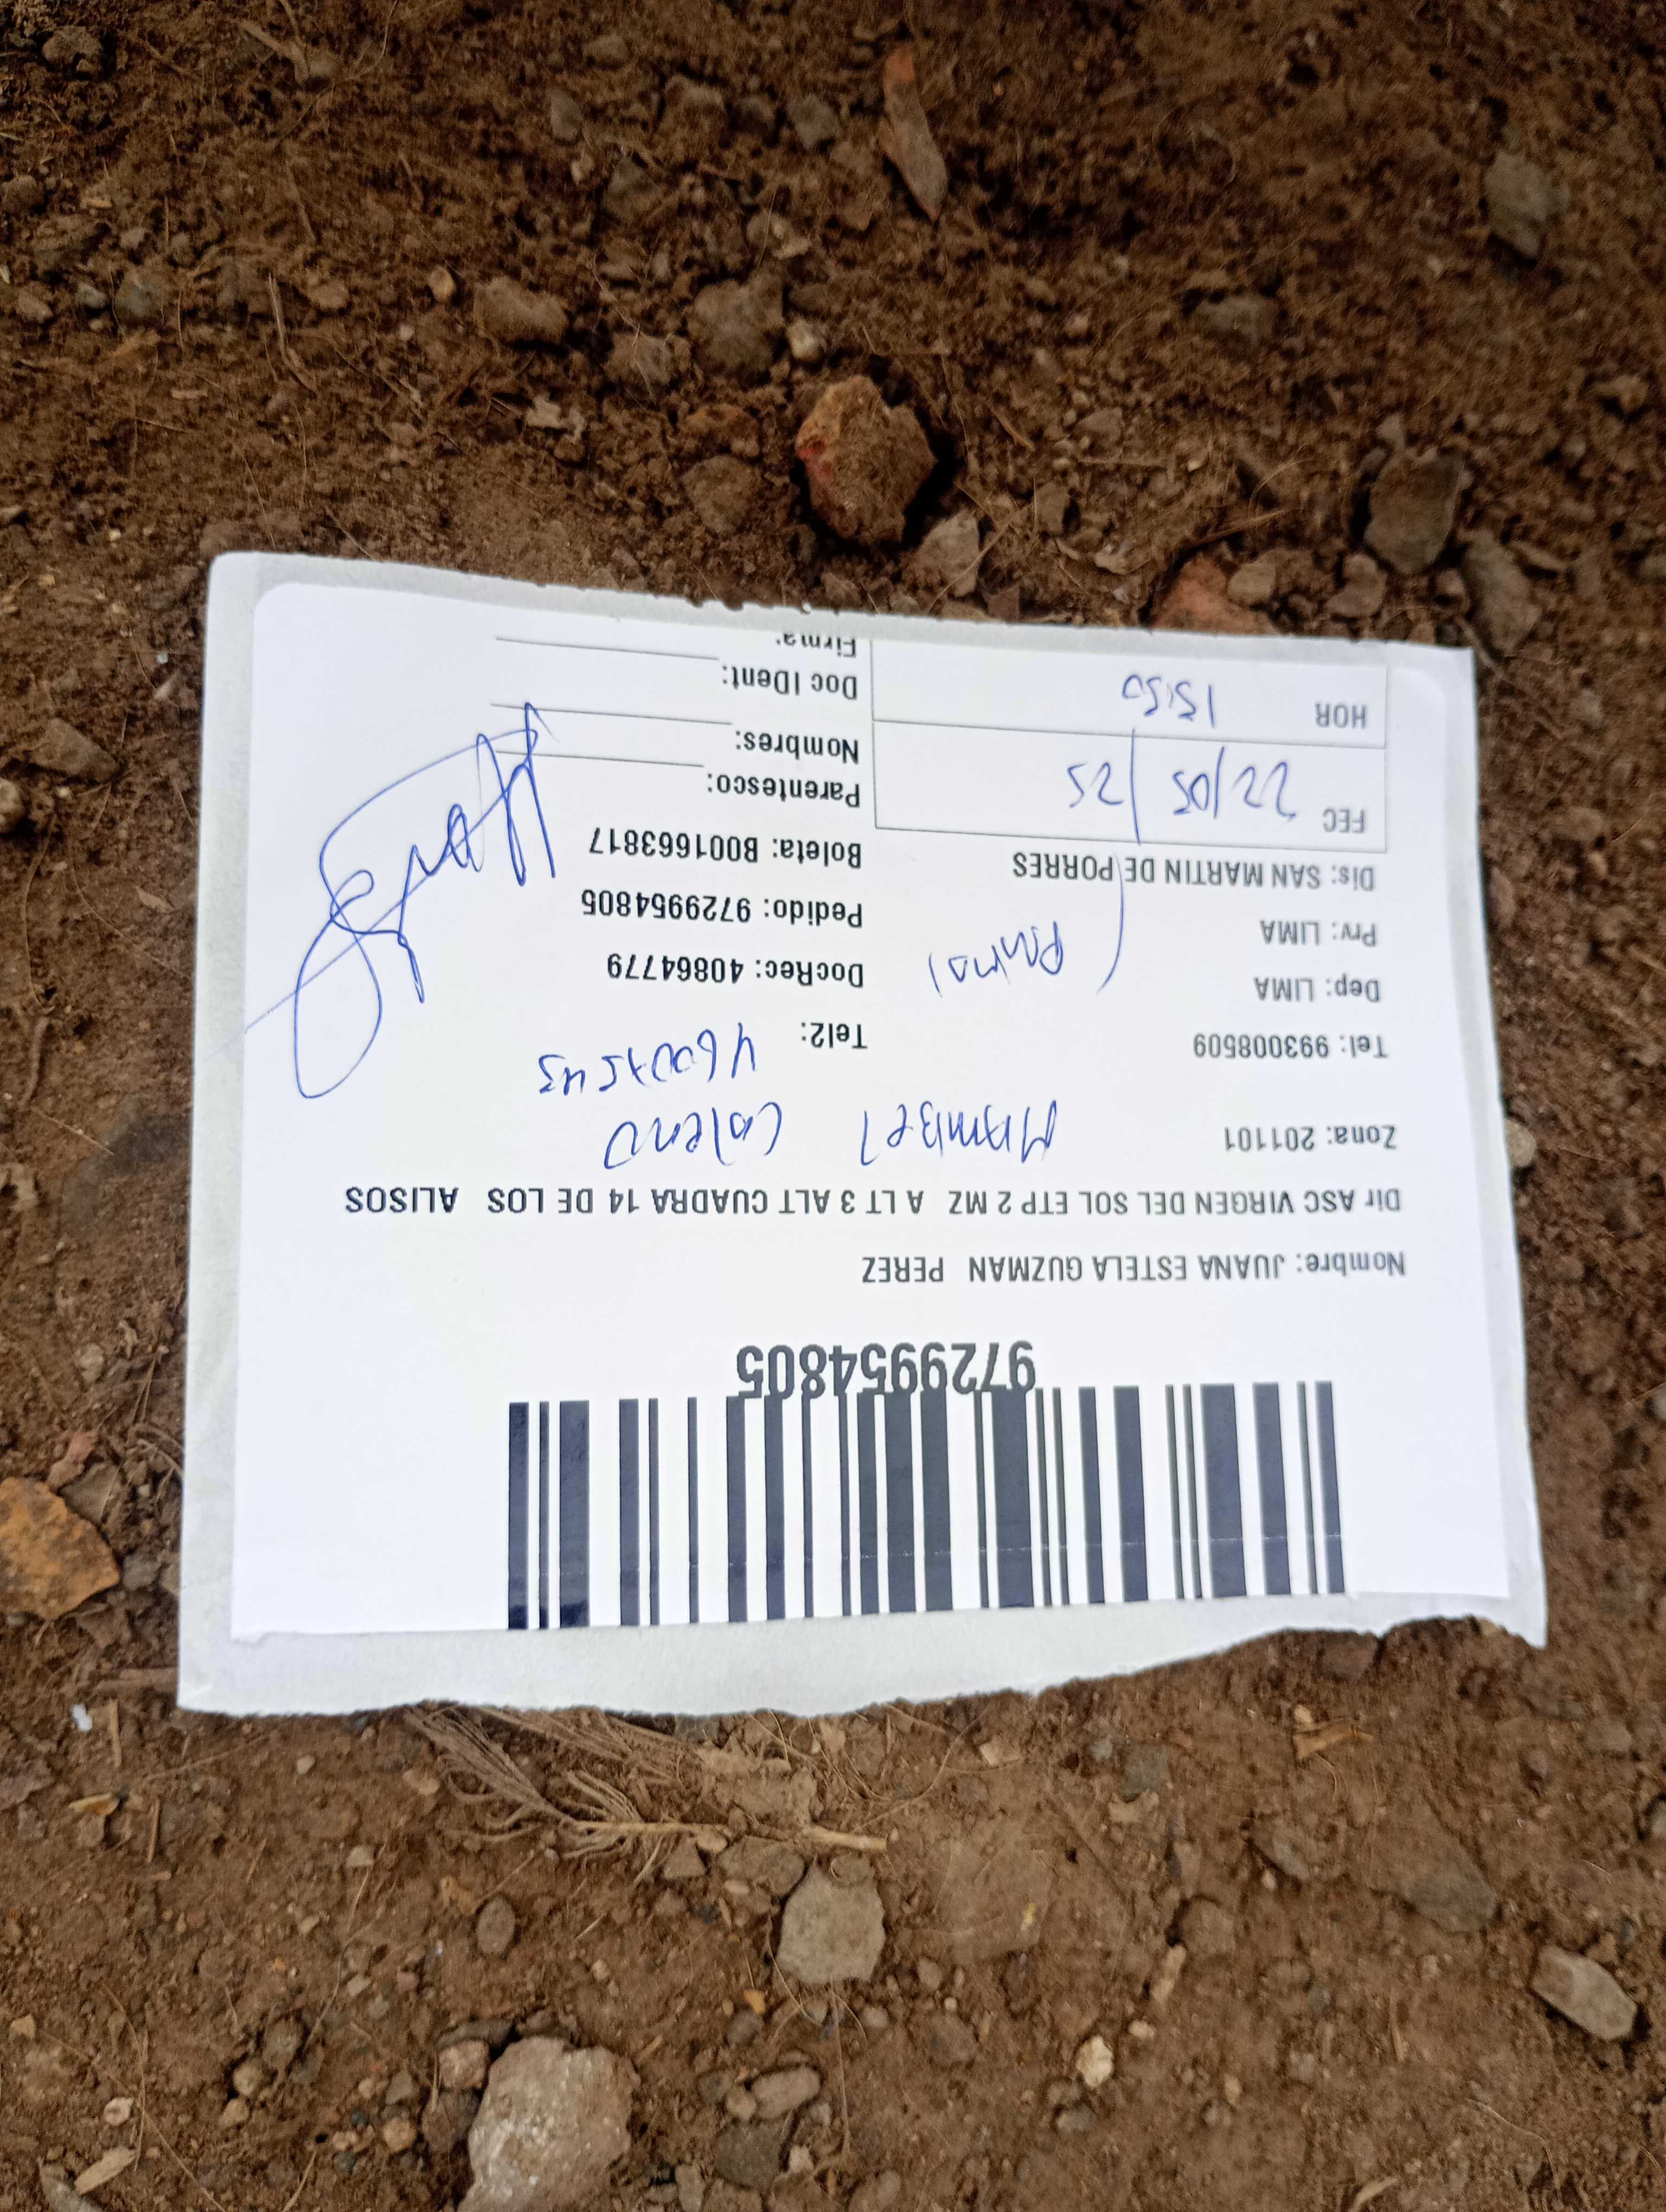 9729954805
Nombre: JUANA ESTELA GUZMAN PEREZ
Dir ASC VIRGEN DEL SOL ETP 2 MZ A LT 3 ALT CUADRA 14 DE LOS ALISOS
Zona: 201101
Tel: 993008509 Tel2:
Dep: LIMA DocRec: 40864779
Prv: LIMA Pedido: 9729954805
Dis: SAN MARTIN DE PORRES Boleta: B001663817
FEC 22/05/25 Parentesco:
Nombres:
HOR 15:50 Doc IDent:
Firma: